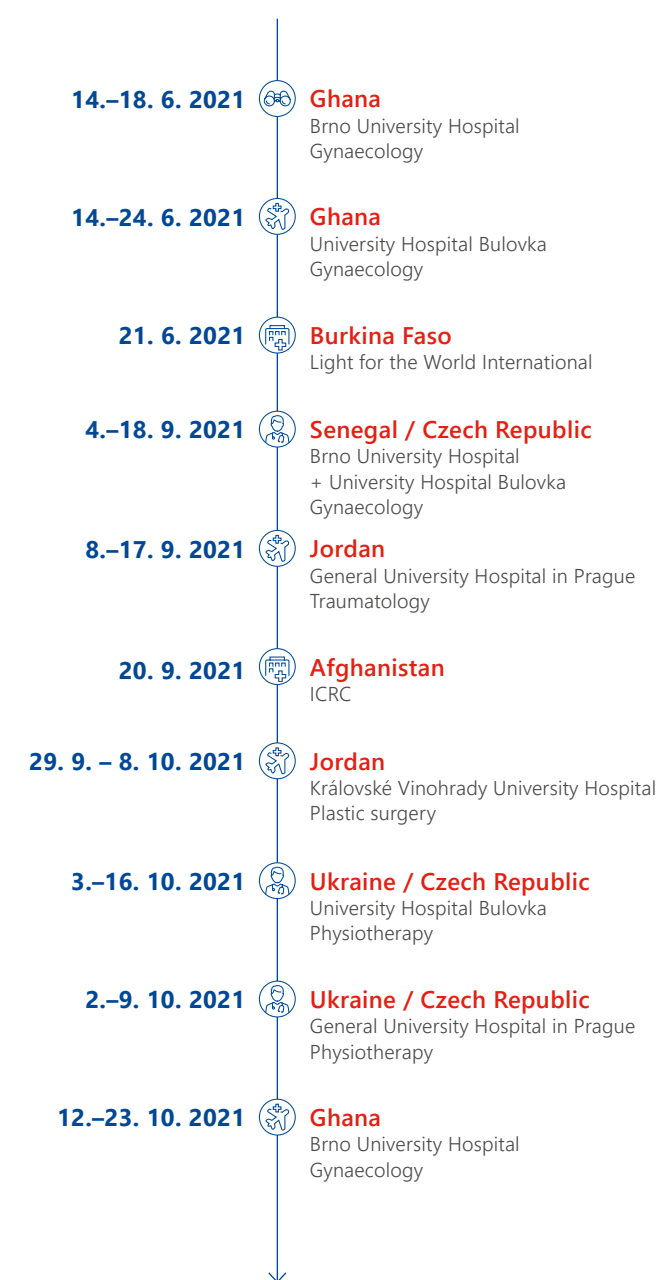 14.–18. 6. 2021
Ghana
Brno University Hospital
Gynaecology
14.–24. 6. 2021
Ghana
University Hospital Bulovka
Gynaecology
21. 6. 2021
Burkina Faso
Light for the World International
4.–18. 9. 2021
Senegal / Czech Republic
Brno University Hospital
+ University Hospital Bulovka
Gynaecology
8.–17. 9. 2021
Jordan
General University Hospital in Prague
Traumatology
20. 9. 2021
Afghanistan
ICRC
29. 9. – 8. 10. 2021
Jordan
Královské Vinohrady University Hospital
Plastic surgery
3.–16. 10. 2021
Ukraine / Czech Republic
University Hospital Bulovka
Physiotherapy
2.–9. 10. 2021
Ukraine / Czech Republic
General University Hospital in Prague
Physiotherapy
12.–23. 10. 2021
Ghana
Brno University Hospital
Gynaecology